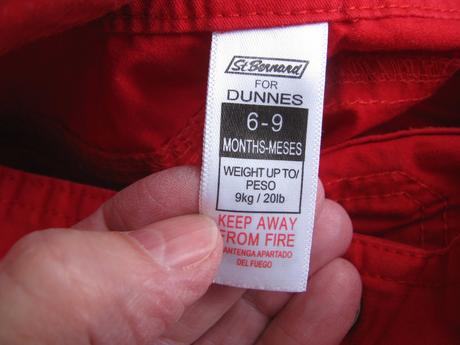 St Bernard
FOR
DUNNES
6-9
MONTHS-MESES
WEIGHT UP TO/
PESO
9kg / 20lb
KEEP AWAY
FROM FIRE
MANTENGA APARTADO
DEL FUEGO